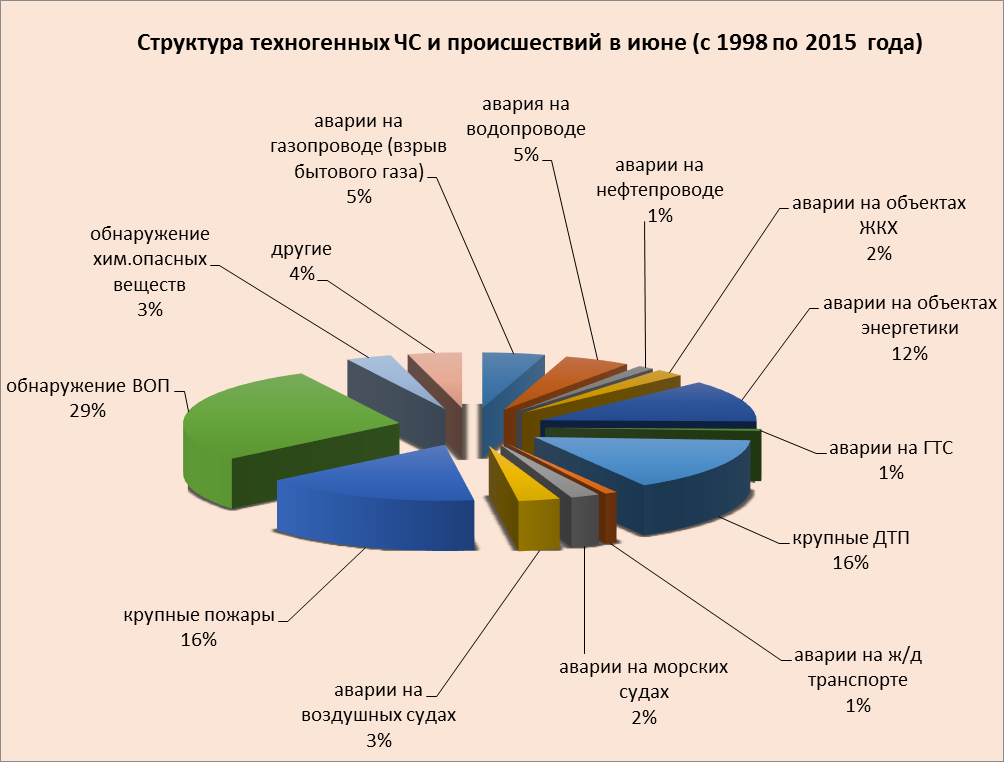 Структура техногенных ЧС и происшествий в июне (с 1998 по 2015 года)
аварии на
газопроводе (взрыв
бытового газа)
5%
авария на
водопроводе
5%
аварии на
нефтепроводе
1%
аварии на объектах
ЖКХ
2%
аварии на объектах
энергетики
12%
аварии на ГТС
1%
крупные ДТП
16%
аварии на ж/д
транспорте
1%
аварии на морских
судах
2%
аварии на
воздушных судах
3%
крупные пожары
16%
обнаружение ВОП
29%
обнаружение
хим.опасных
веществ
3%
другие
4%